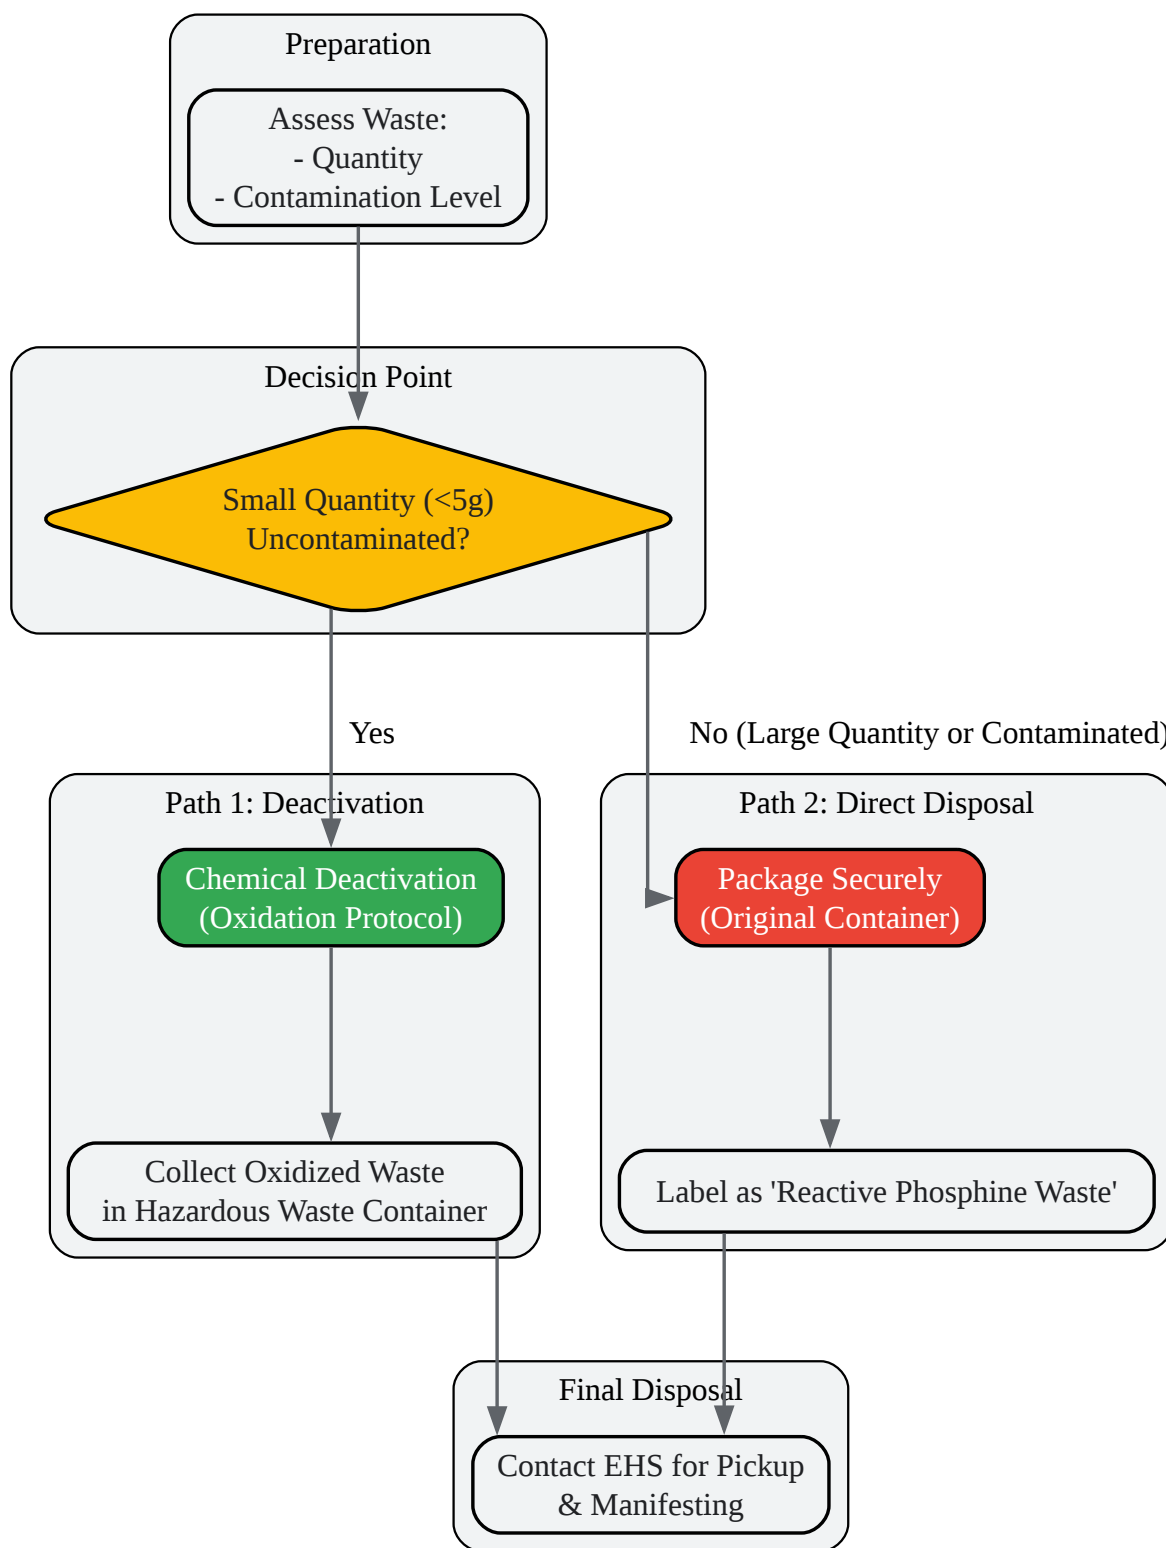 Preparation
Assess Waste:
- Quantity
- Contamination Level
Decision Point
Small Quantity (<5g)
Uncontaminated?
Yes
No (Large Quantity or Contaminated)
Path 1: Deactivation
Chemical Deactivation
(Oxidation Protocol)
Collect Oxidized Waste
in Hazardous Waste Container
Path 2: Direct Disposal
Package Securely
(Original Container)
Label as 'Reactive Phosphine Waste'
Final Disposal
Contact EHS for Pickup
& Manifesting